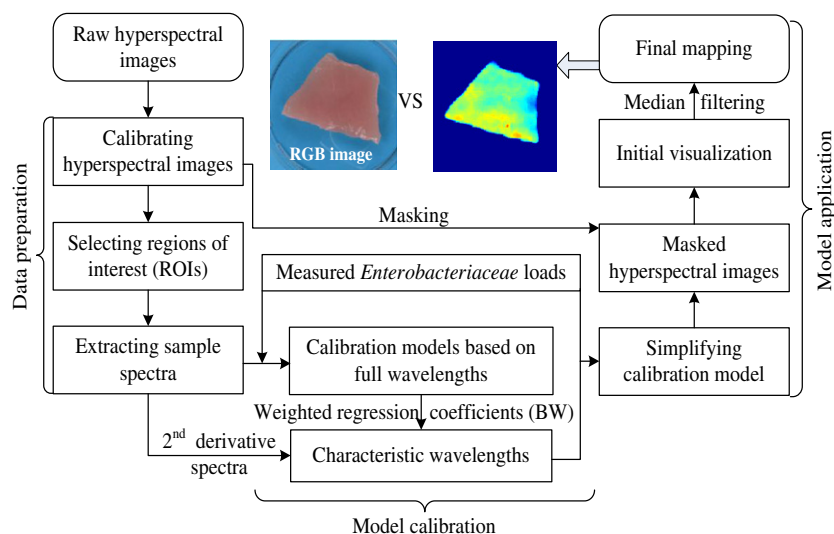 Raw hyperspectral
images
VS
RGB image
Final mapping
Median filtering
Calibrating
hyperspectral images
Initial visualization
Masking
Data preparation
Selecting regions of
interest (ROIs)
Masked
hyperspectral images
Model application
Measured Enterobacteriaceae loads
Extracting sample
spectra
Calibration models based on
full wavelengths
Simplifying
calibration model
Weighted regression coefficients (BW)
2nd derivative
spectra
Characteristic wavelengths
Model calibration